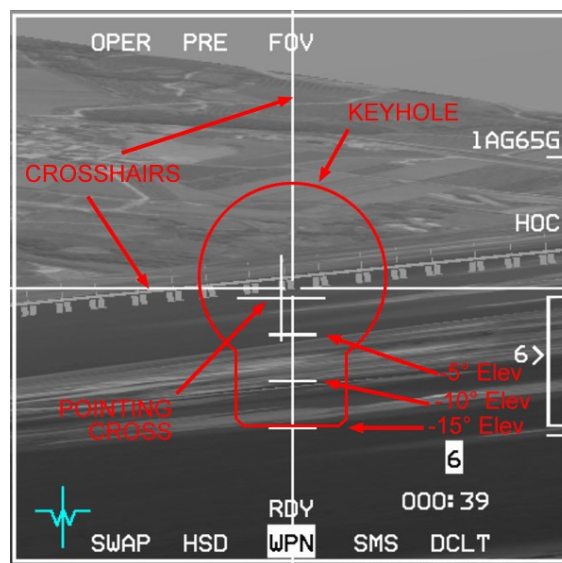 OPER PRE FOV
KEYHOLE
1AG65G
CROSSHAIRS
HOC
6>
-5° Elev
-10° Elev
POINTING
CROSS
-15° Elev
6
RDY 000:39
SWAP HSD WPN SMS DCLT